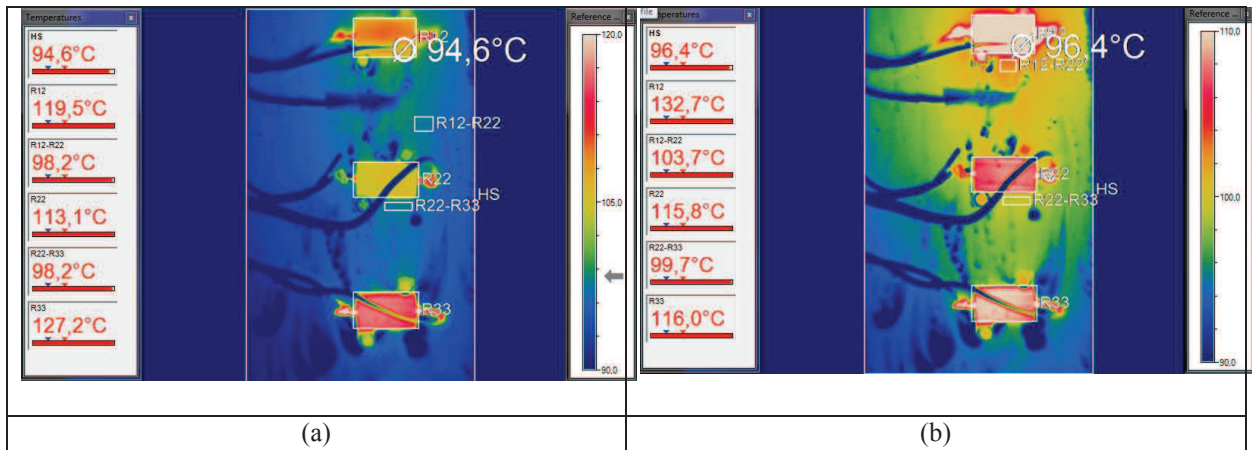 Temperatures x
HS
94,6°C
R12
119,5°C
R12-R22
98,2°C
R22
113,1°C
R22-R33
98,2°C
R33
127,2°C
R12
Ø 94,6°C
R12-R22
R22
HS
R22-R33
R33
Reference ...
120,0
105,0
90,0
file
emperatures x
HS
96,4°C
R12
132,7°C
R12-R22
103,7°C
R22
115,8°C
R22-R33
99,7°C
R33
116,0°C
Ø 96,4°C
R12-R22
R22
HS
R22-R33
R33
Reference ...
110,0
100,0
90,0
(a)
(b)